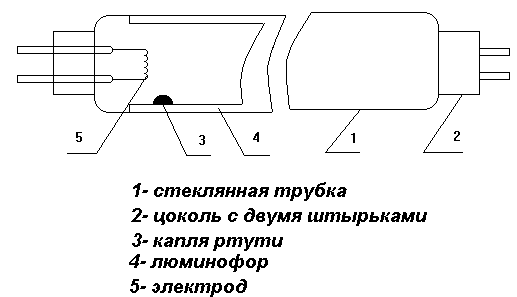 5 3 4 1 2
1- стеклянная трубка
2- цоколь с двумя штырьками
3- капля ртути
4- люминофор
5- электрод